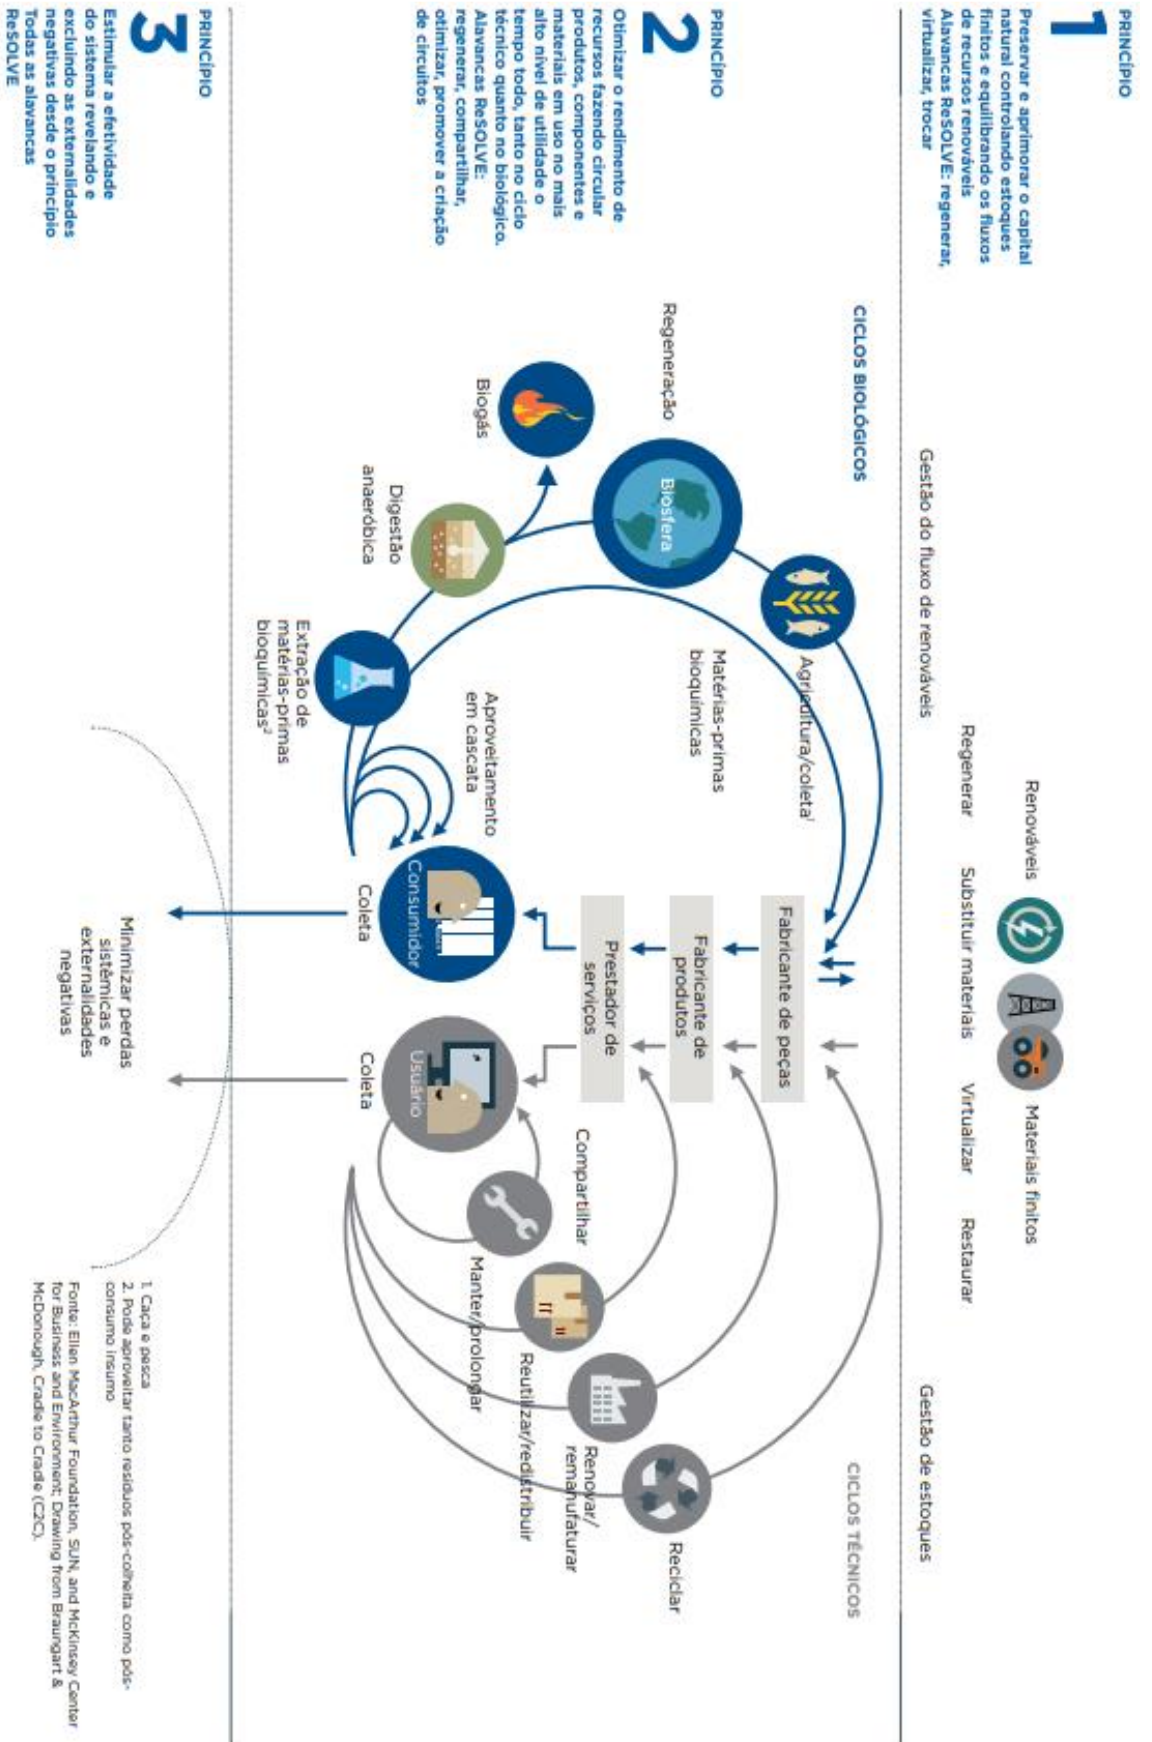 PRINCÍPIO
1
Preservar e aprimorar o capital
natural controlando estoques
finitos e equilibrando os fluxos
de recursos renováveis
Alavancas ReSOLVE: regenerar,
virtualizar, trocar
Renováveis
Materiais finitos
Regenerar
Substituir materiais
Virtualizar
Restaurar
Gestão do fluxo de renováveis
Gestão de estoques
CICLOS BIOLÓGICOS
CICLOS TÉCNICOS
PRINCÍPIO
2
Otimizar o rendimento de
recursos fazendo circular
produtos, componentes e
materiais em uso no mais
alto nível de utilidade o
tempo todo, tanto no ciclo
técnico quanto no biológico.
Alavancas ReSOLVE:
regenerar, compartilhar,
otimizar, promover a criação
de circuitos
Regeneração
Biosfera
Agricultura/coleta¹
Matérias-primas
bioquímicas
Biogás
Digestão
anaeróbica
Extração de
matérias-primas
bioquímicas²
Aproveitamento
em cascata
Fabricante de peças
Fabricante de
produtos
Prestador de
serviços
Consumidor
Usuário
Coleta
Coleta
Compartilhar
Manter/prolongar
Reutilizar/redistribuir
Renovar/
remanufaturar
Reciclar
PRINCÍPIO
3
Estimular a efetividade
do sistema revelando e
excluindo as externalidades
negativas desde o princípio
Todas as alavancas
ReSOLVE
Minimizar perdas
sistêmicas e
externalidades
negativas
1. Caça e pesca
2. Pode aproveitar tanto resíduos pós-colheita como pós-
consumo insumo
Fonte: Ellen MacArthur Foundation, SUN, and McKinsey Center
for Business and Environment; Drawing from Braungart &
McDonough, Cradle to Cradle (C2C).